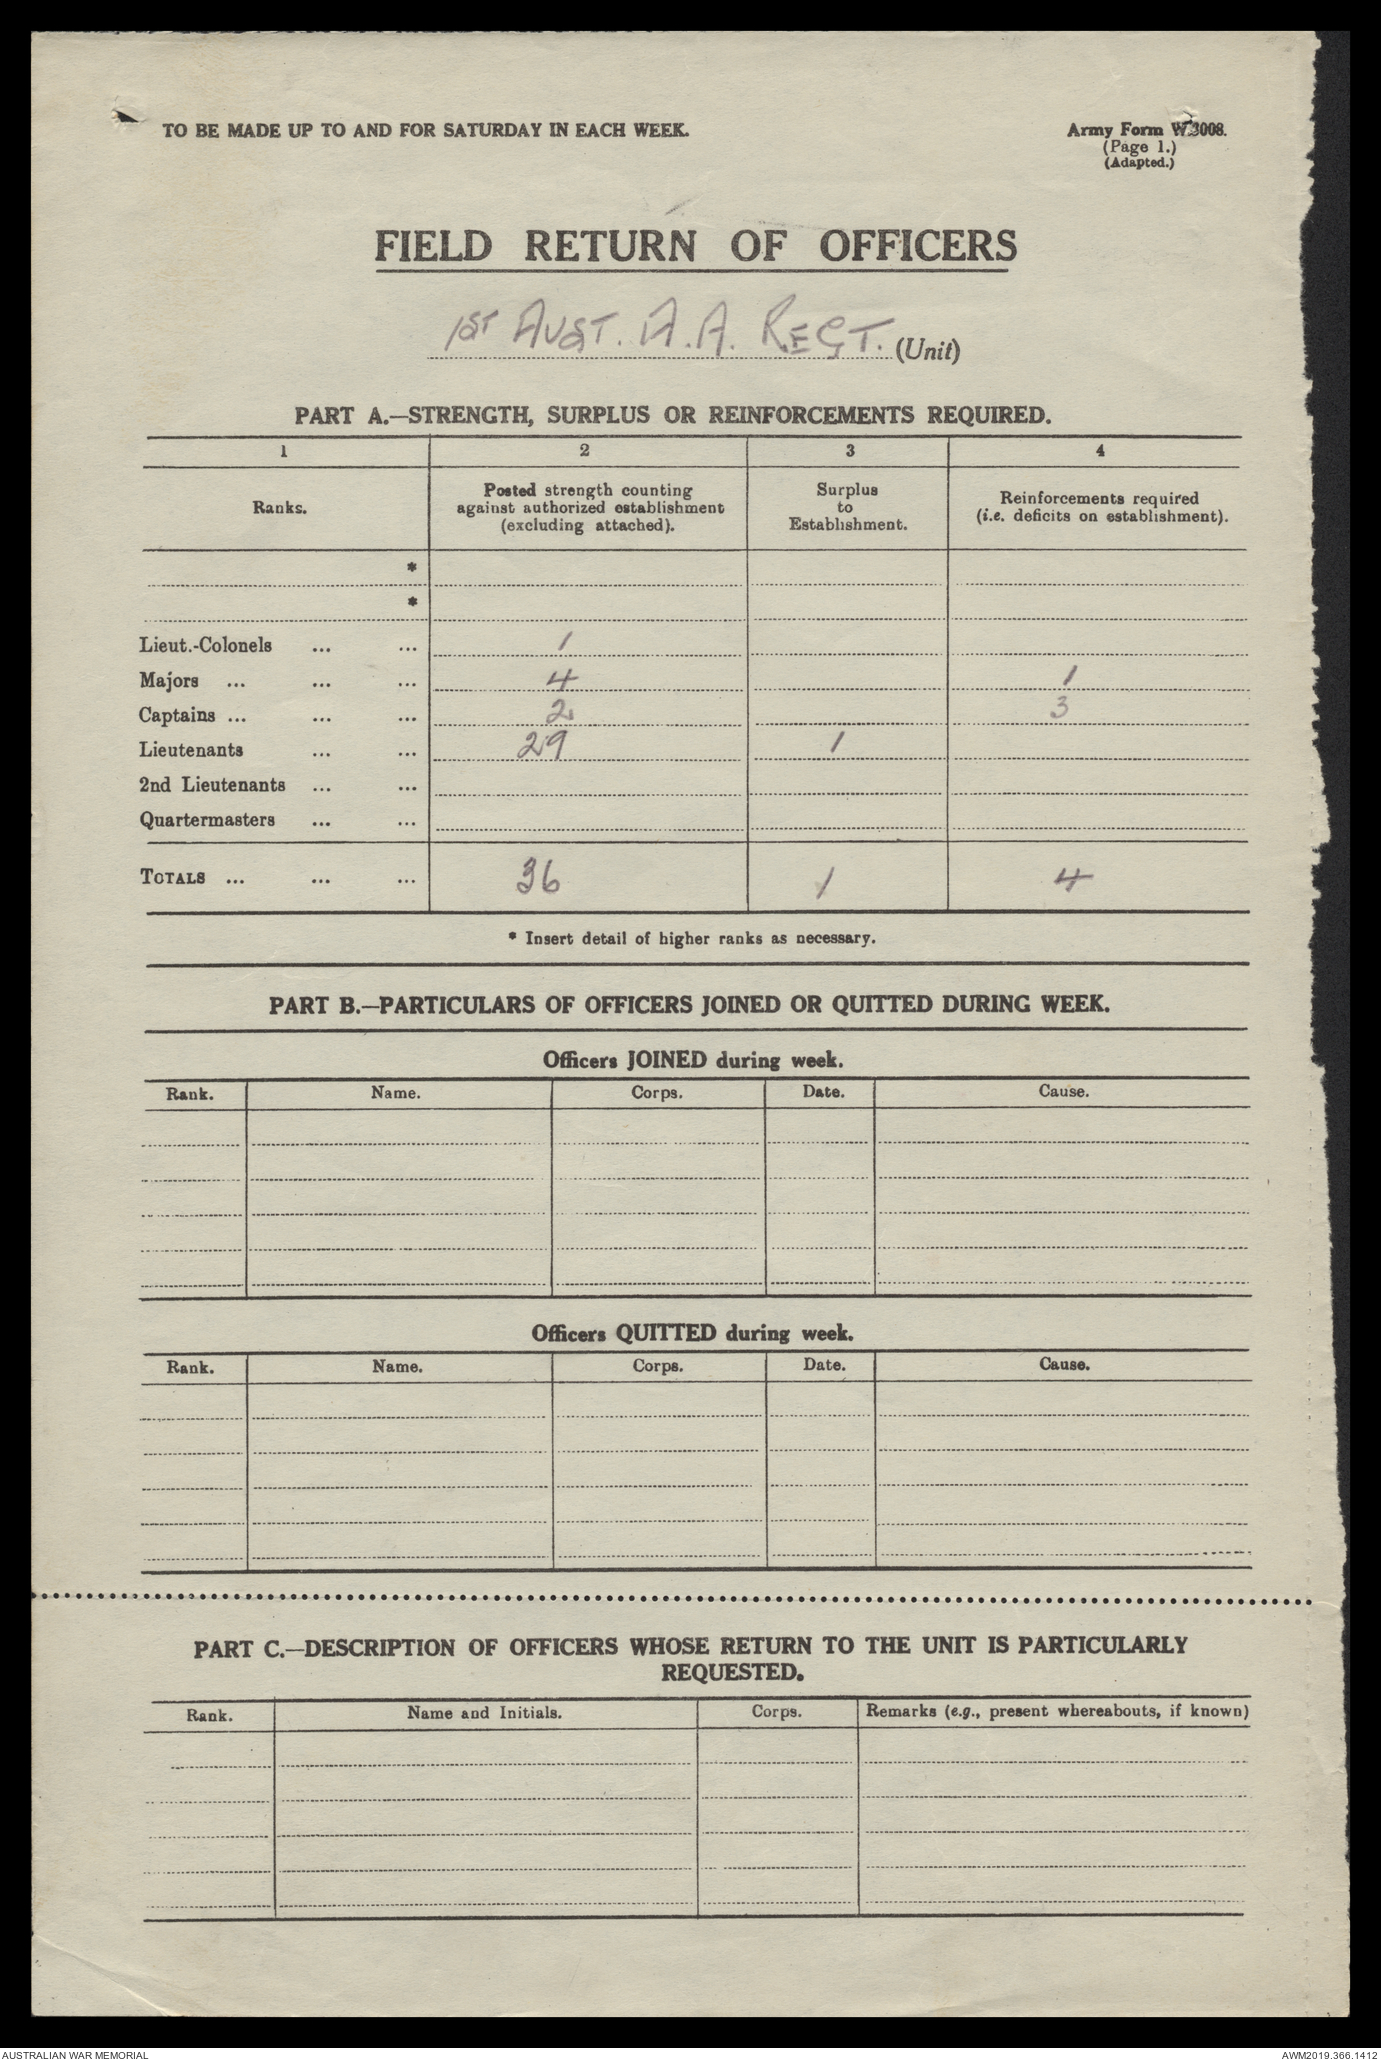 TO BE MADE UP TO AND FOR SATURDAY IN EACH WEEK.
Army Form W.3008.
(Page 1.)
(Adapted.)
FIELD RETURN OF OFFICERS
1ST AUST. A.A. REGT. (Unit)
PART A.—STRENGTH, SURPLUS OR REINFORCEMENTS REQUIRED.
1 2 3 4
Ranks.
Posted strength counting
against authorized establishment
(excluding attached).
Surplus
to
Establishment.
Reinforcements required
(i.e. deficits on establishment).
*
*
Lieut.-Colonels ... ... 1
Majors ... ... ... 4 1
Captains ... ... ... 2 3
Lieutenants ... ... 29 1
2nd Lieutenants ... ...
Quartermasters ... ...
TOTALS ... ... ... 36 1 4
* Insert detail of higher ranks as necessary.
PART B.—PARTICULARS OF OFFICERS JOINED OR QUITTED DURING WEEK.
Officers JOINED during week.
Rank. Name. Corps. Date. Cause.
Officers QUITTED during week.
Rank. Name. Corps. Date. Cause.
PART C.—DESCRIPTION OF OFFICERS WHOSE RETURN TO THE UNIT IS PARTICULARLY
REQUESTED.
Rank. Name and Initials. Corps. Remarks (e.g., present whereabouts, if known)
AUSTRALIAN WAR MEMORIAL AWM2019.366.1412